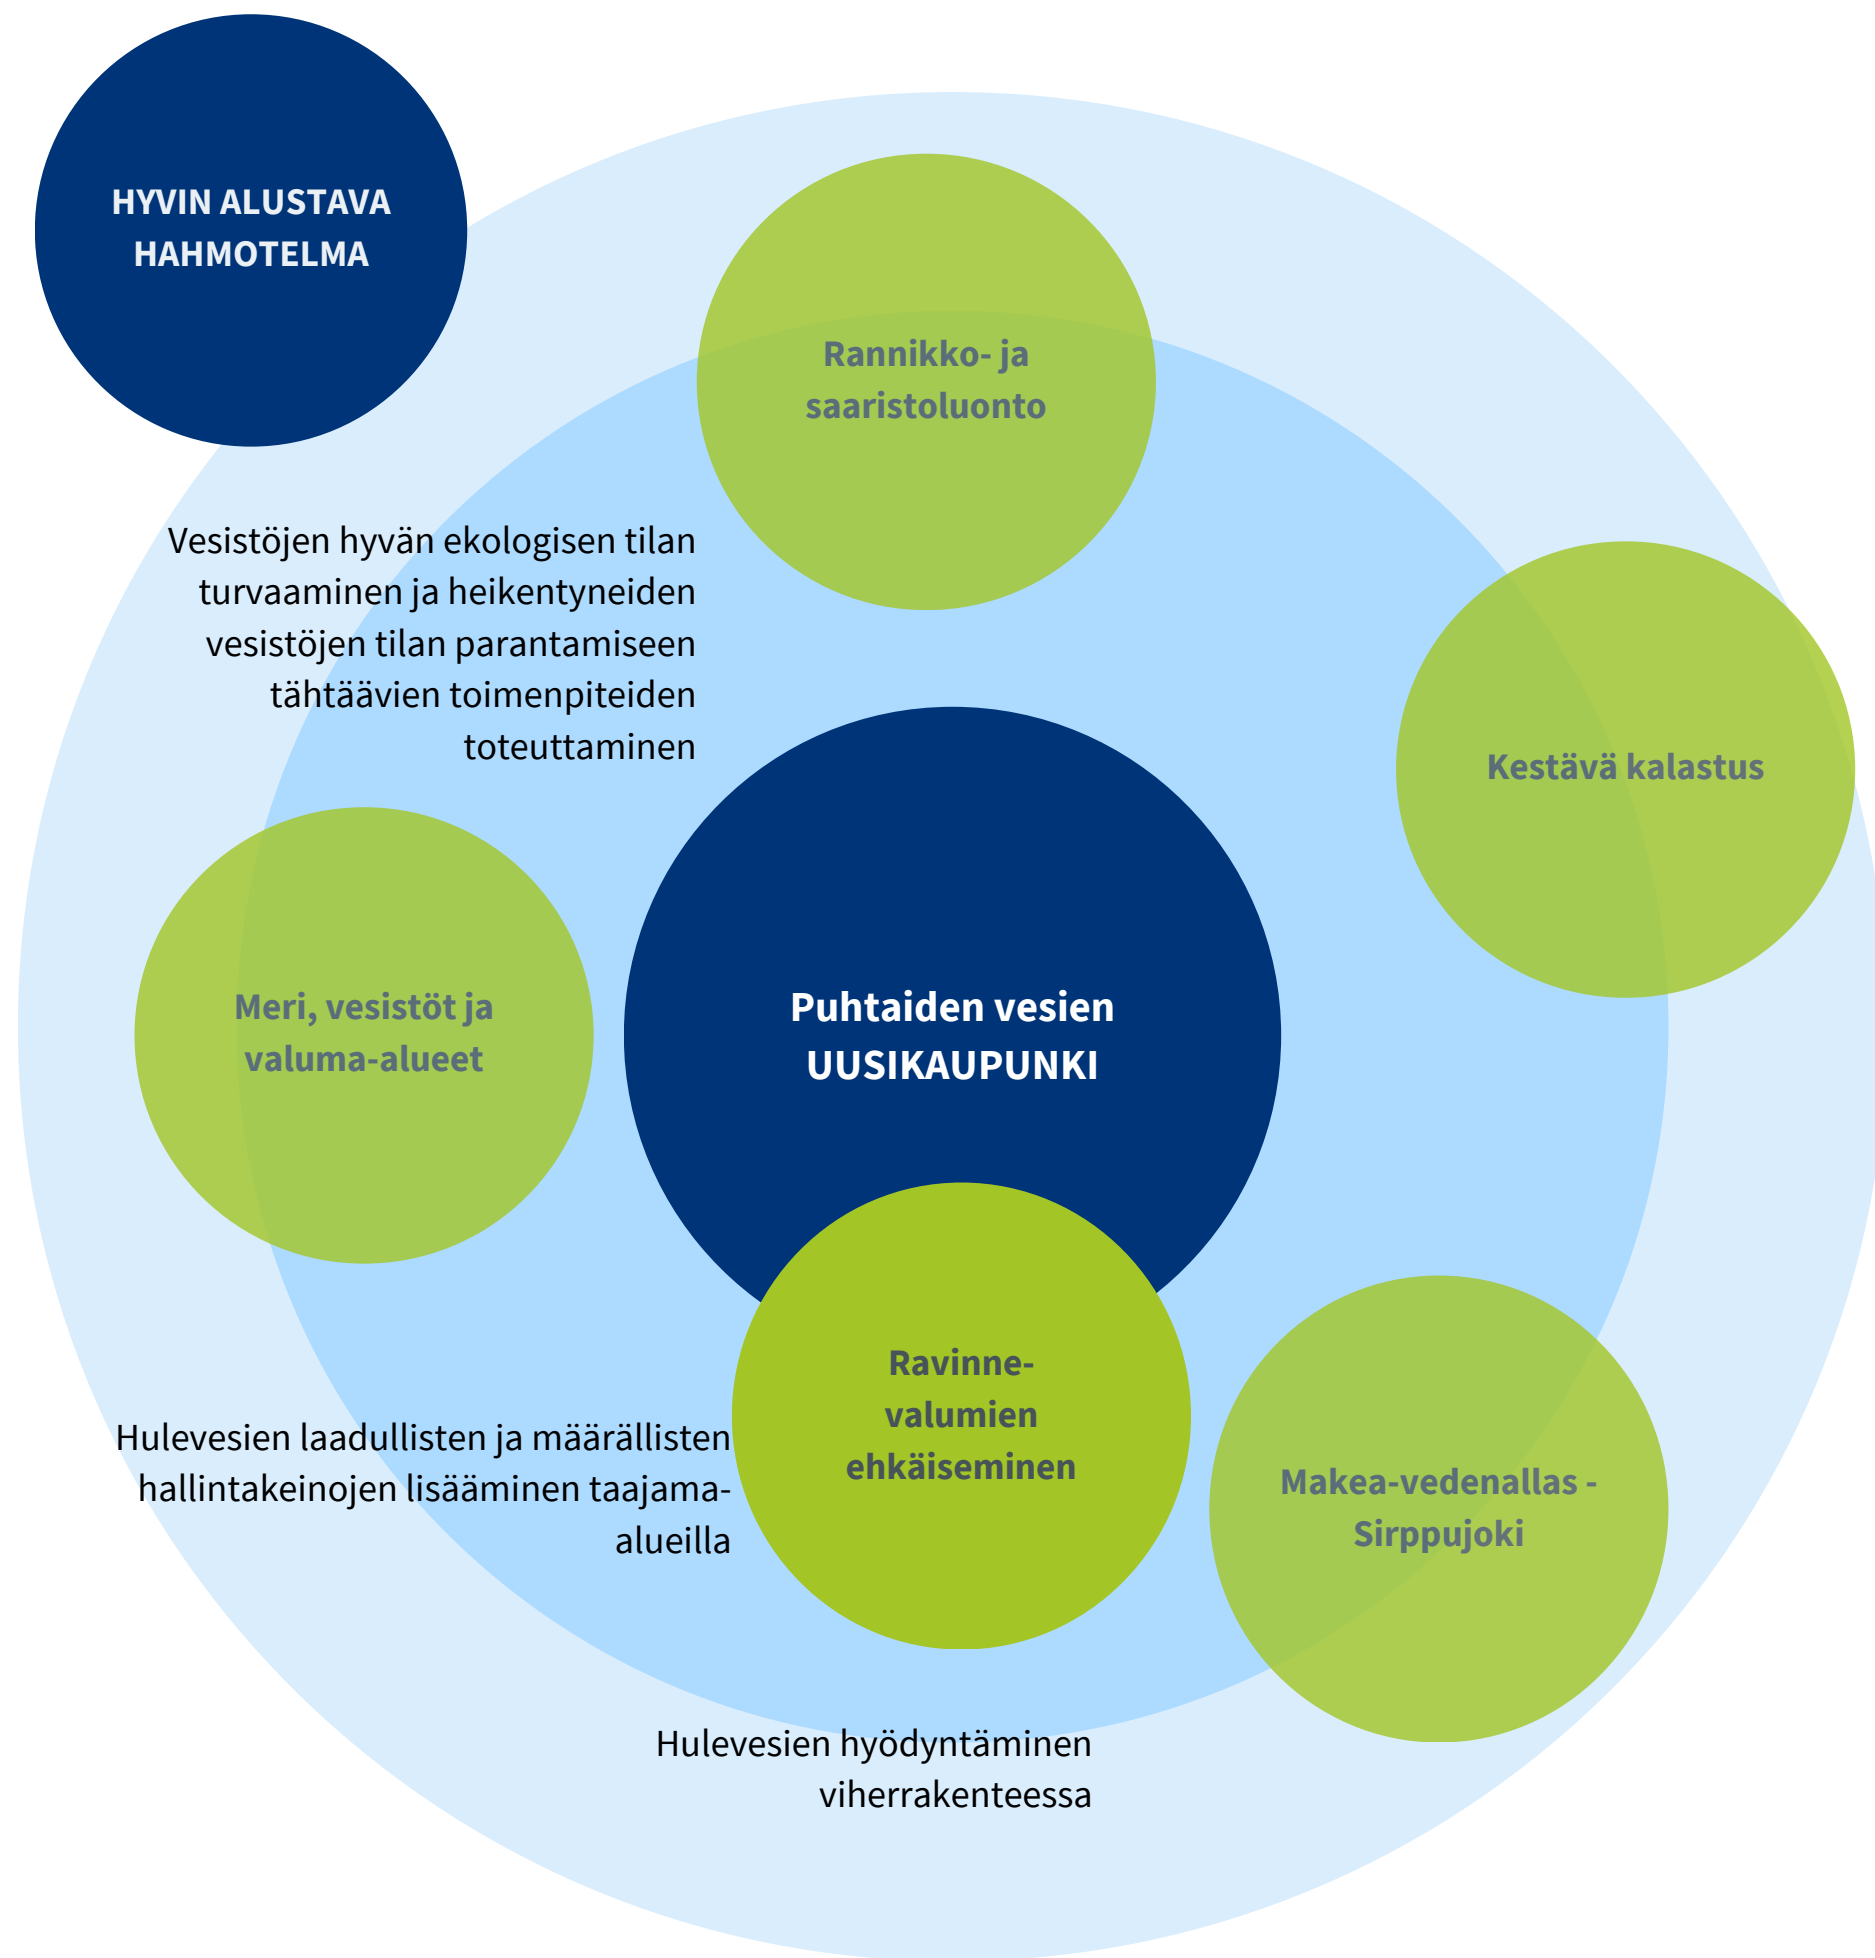 HYVIN ALUSTAVA
HAHMOTELMA
Rannikko- ja
saaristoluonto
Vesistöjen hyvän ekologisen tilan
turvaaminen ja heikentyneiden
vesistöjen tilan parantamiseen
tähtäävien toimenpiteiden
toteuttaminen
Kestävä kalastus
Meri, vesistöt ja
valuma-alueet
Puhtaiden vesien
UUSIKAUPUNKI
Ravinne-
valumien
ehkäiseminen
Hulevesien laadullisten ja määrällisten
hallintakeinojen lisääminen taajama-
alueilla
Makea-vedenallas -
Sirppujoki
Hulevesien hyödyntäminen
viherrakenteessa